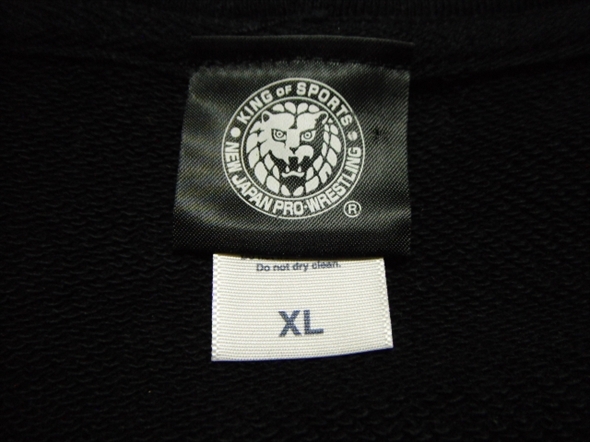 KING OF SPORTS
NEW JAPAN PRO-WRESTLING
®
Do not dry clean.
XL